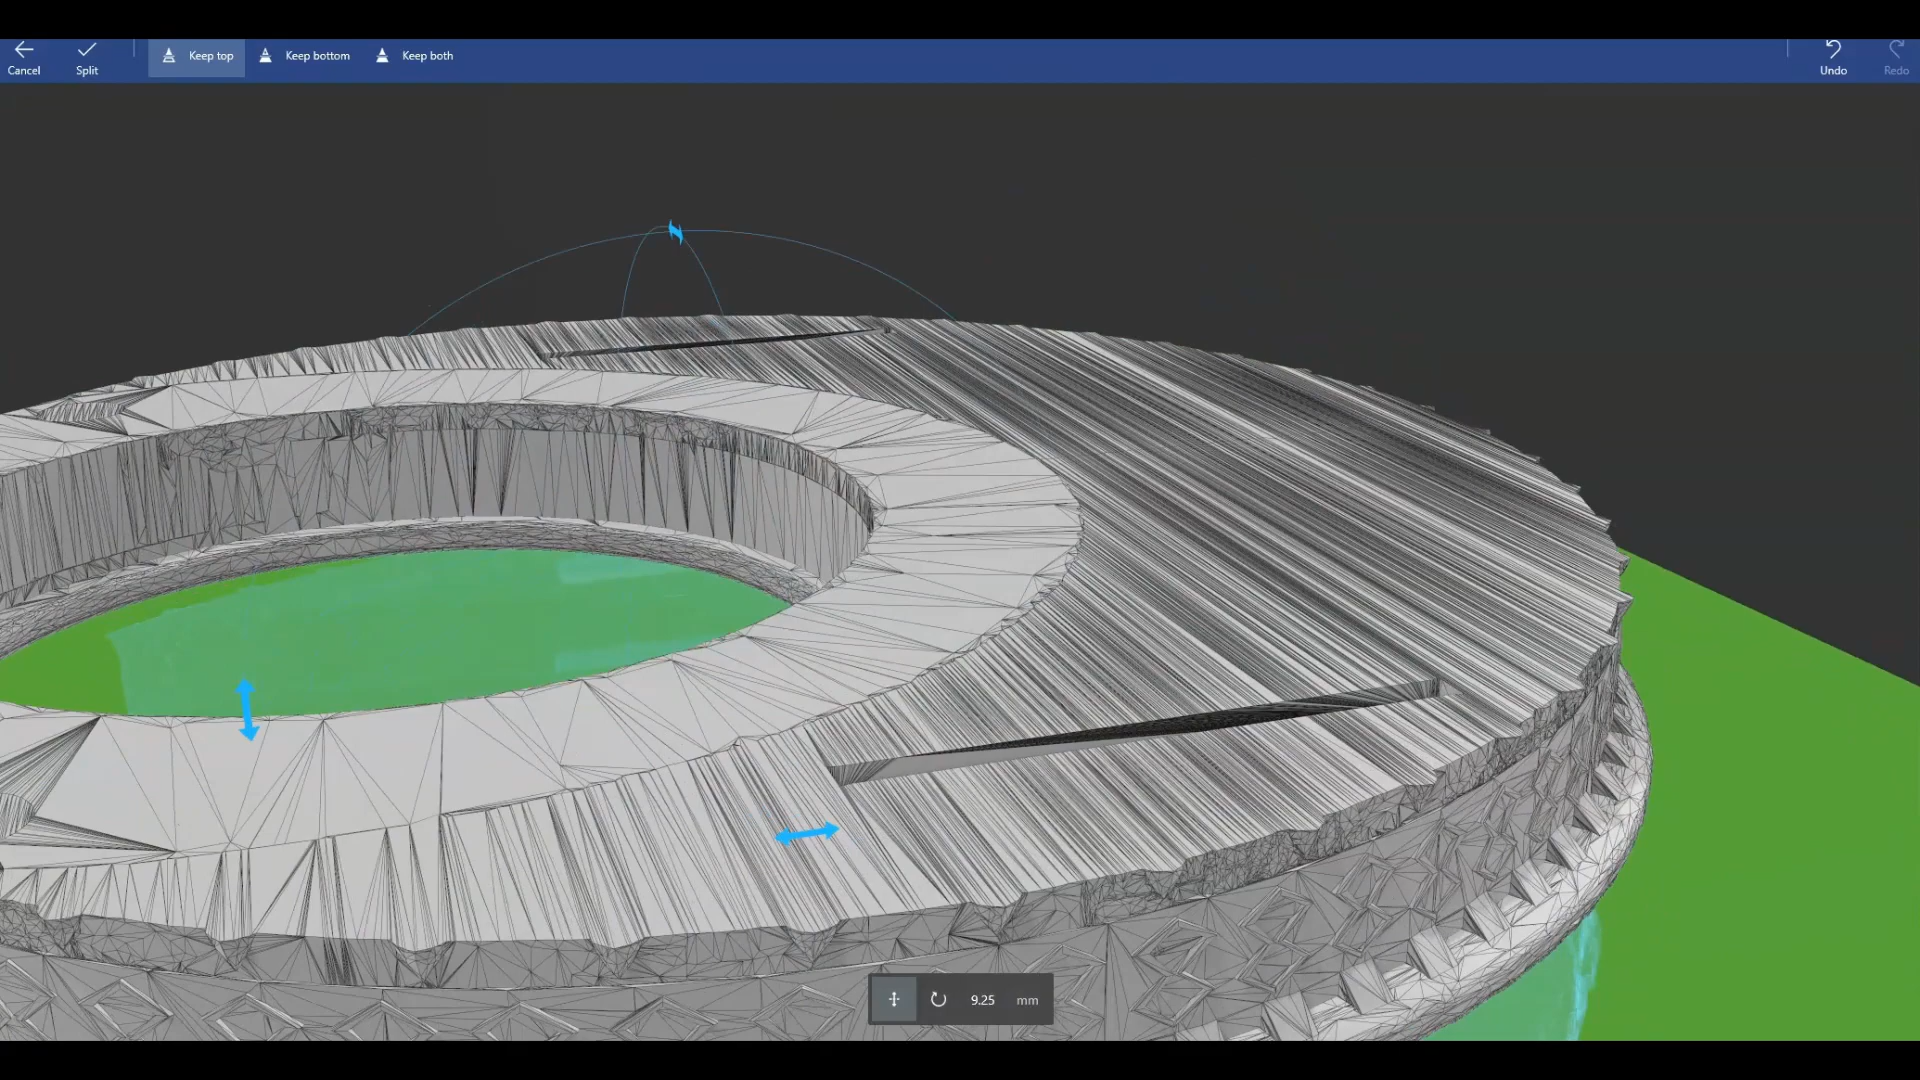 Cancel
Split
Keep top
Keep bottom
Keep both
Undo
Redo
9.25 mm